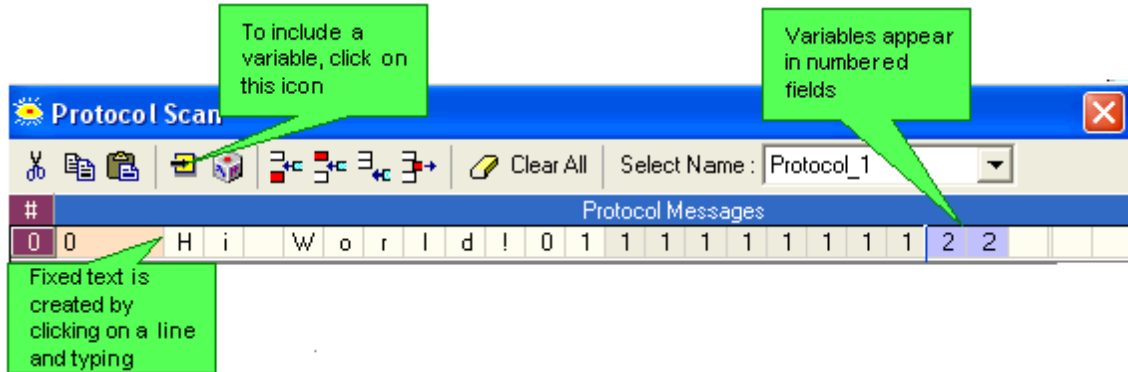 To include a
variable, click on
this icon
Variables appear
in numbered
fields
Protocol Scan
Clear All Select Name : Protocol_1
# Protocol Messages
0 0 H i W o r l d ! 0 1 1 1 1 1 1 1 1 1 2 2
Fixed text is
created by
clicking on a line
and typing